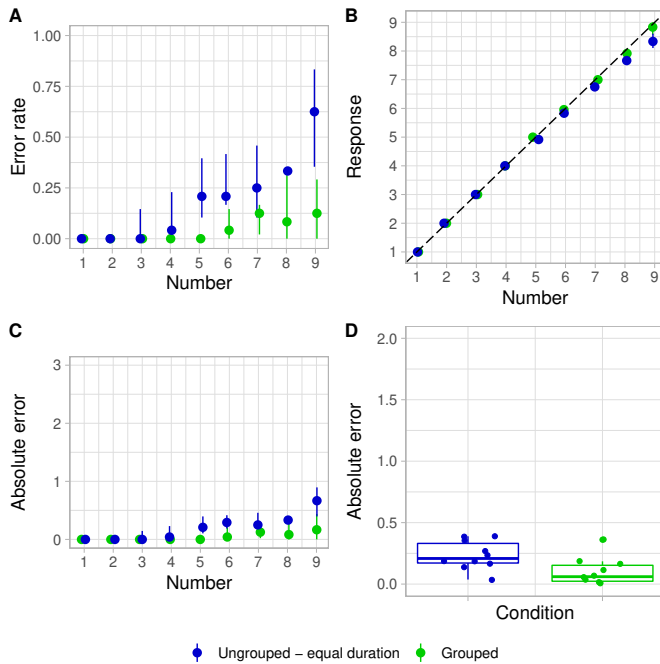 A
1.00
0.75
0.50
0.25
0.00
Error rate
1 2 3 4 5 6 7 8 9
Number
B
9
8
7
6
5
4
3
2
1
Response
1 2 3 4 5 6 7 8 9
Number
C
3
2
1
0
Absolute error
1 2 3 4 5 6 7 8 9
Number
D
2.0
1.5
1.0
0.5
0.0
Absolute error
Condition
Ungrouped − equal duration Grouped